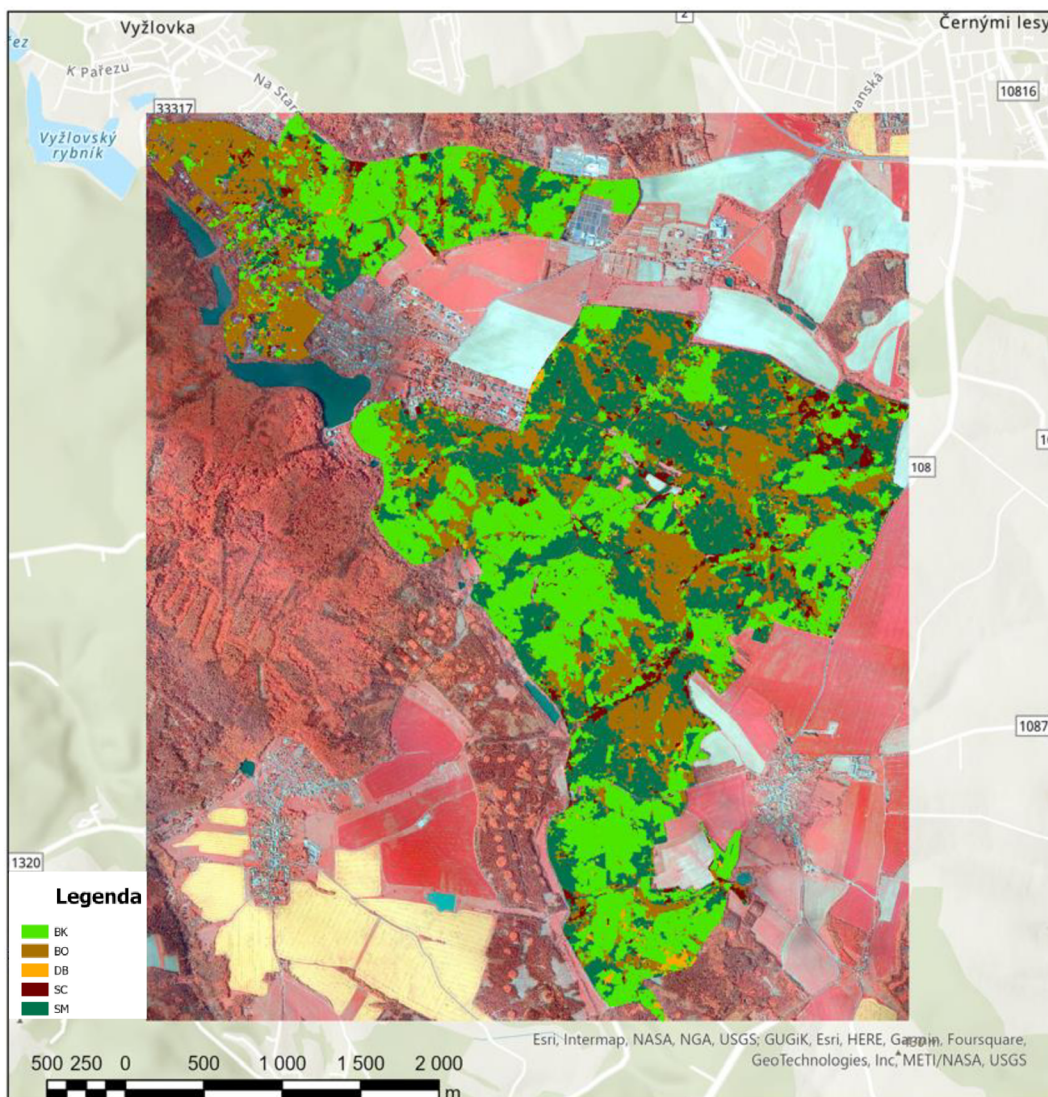 Vyžlovka
2
Černými lesy
K Pařezu
Na Star
33317
10816
Vyžlovský
rybník
108
1087
1320
Legenda
BK
BO
DB
SC
SM
Esri, Intermap, NASA, NGA, USGS; GUGiK, Esri, HERE, Garmin, Foursquare,
GeoTechnologies, Inc, METI/NASA, USGS
500 250 0 500 1 000 1 500 2 000
m